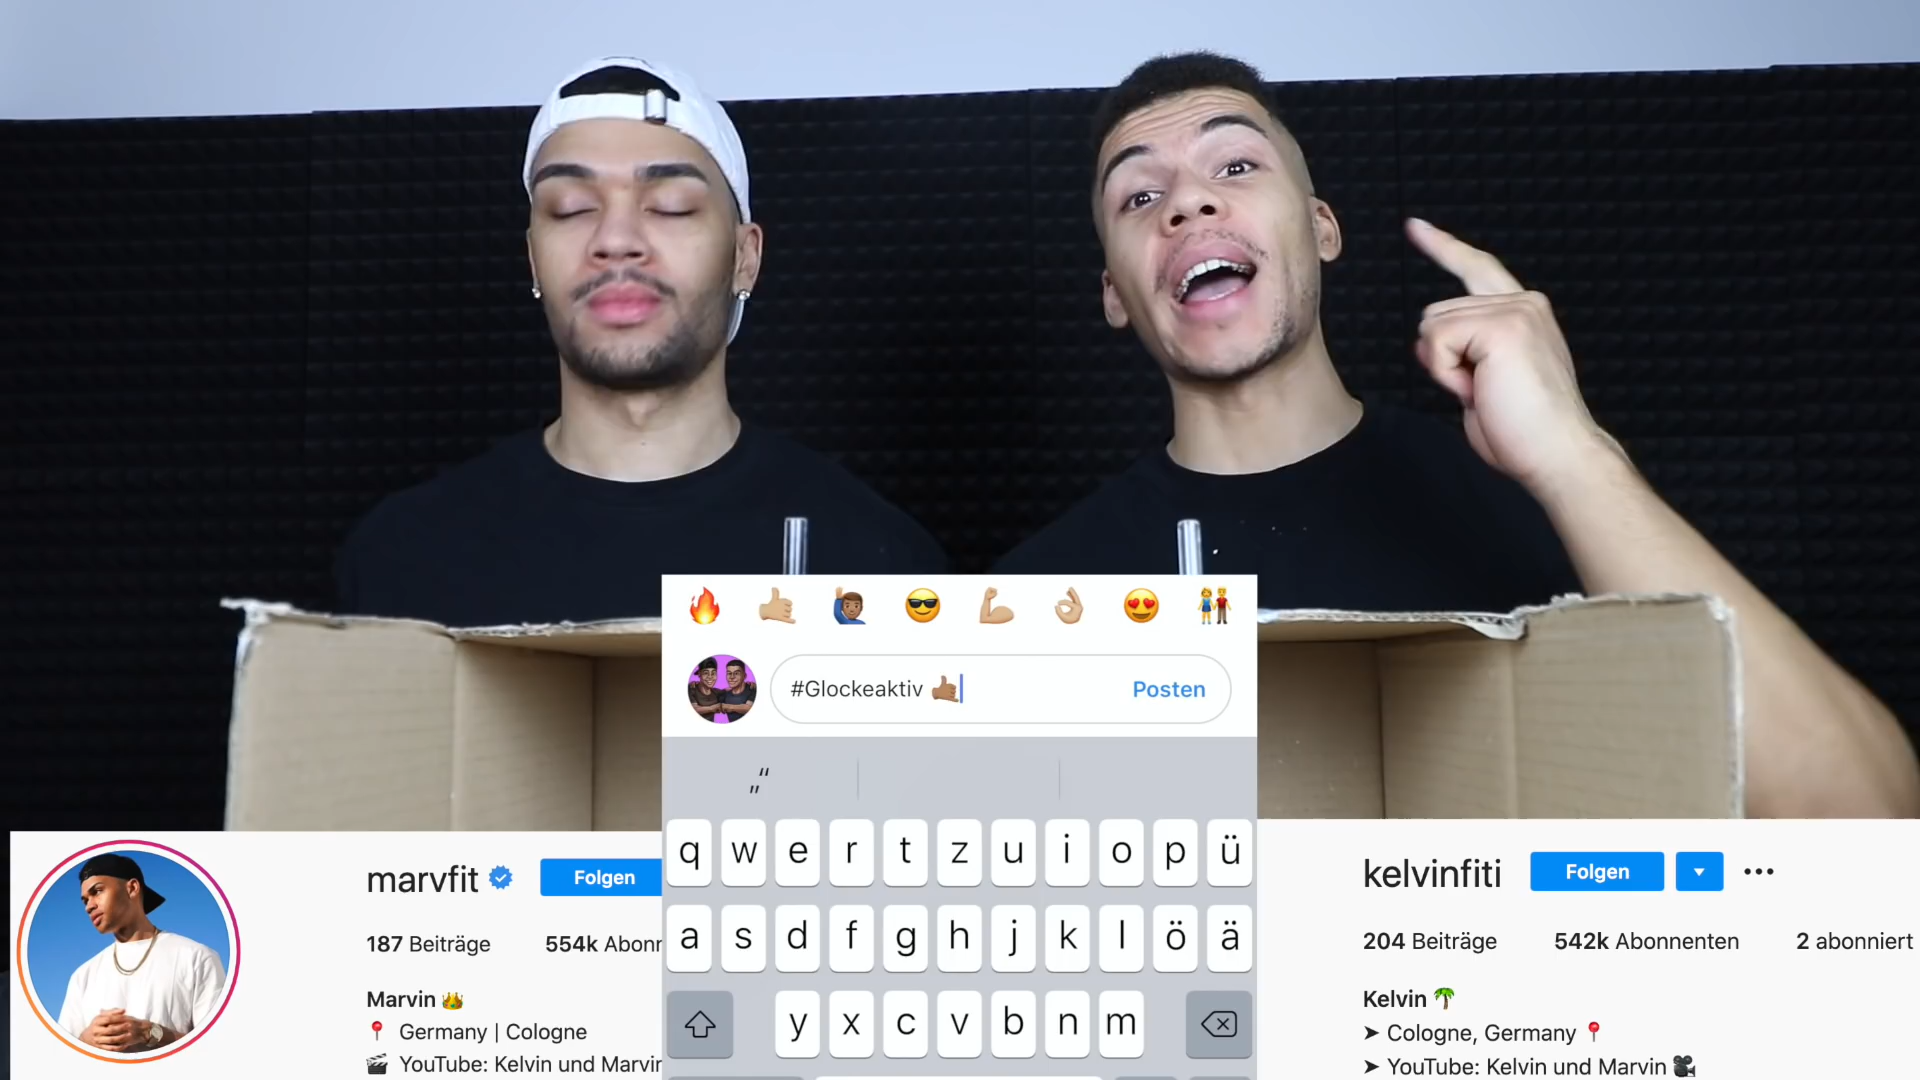 #Glockeaktiv 🤙🏽
Posten
„“
q w e r t z u i o p ü
a s d f g h j k l ö ä
y x c v b n m
marvfit
Folgen
187 Beiträge 554k Abonn
Marvin 👑
📍 Germany | Cologne
🎬 YouTube: Kelvin und Marvin
kelvinfiti
Folgen
204 Beiträge 542k Abonnenten 2 abonniert
Kelvin 🌴
➤ Cologne, Germany 📍
➤ YouTube: Kelvin und Marvin 🎥